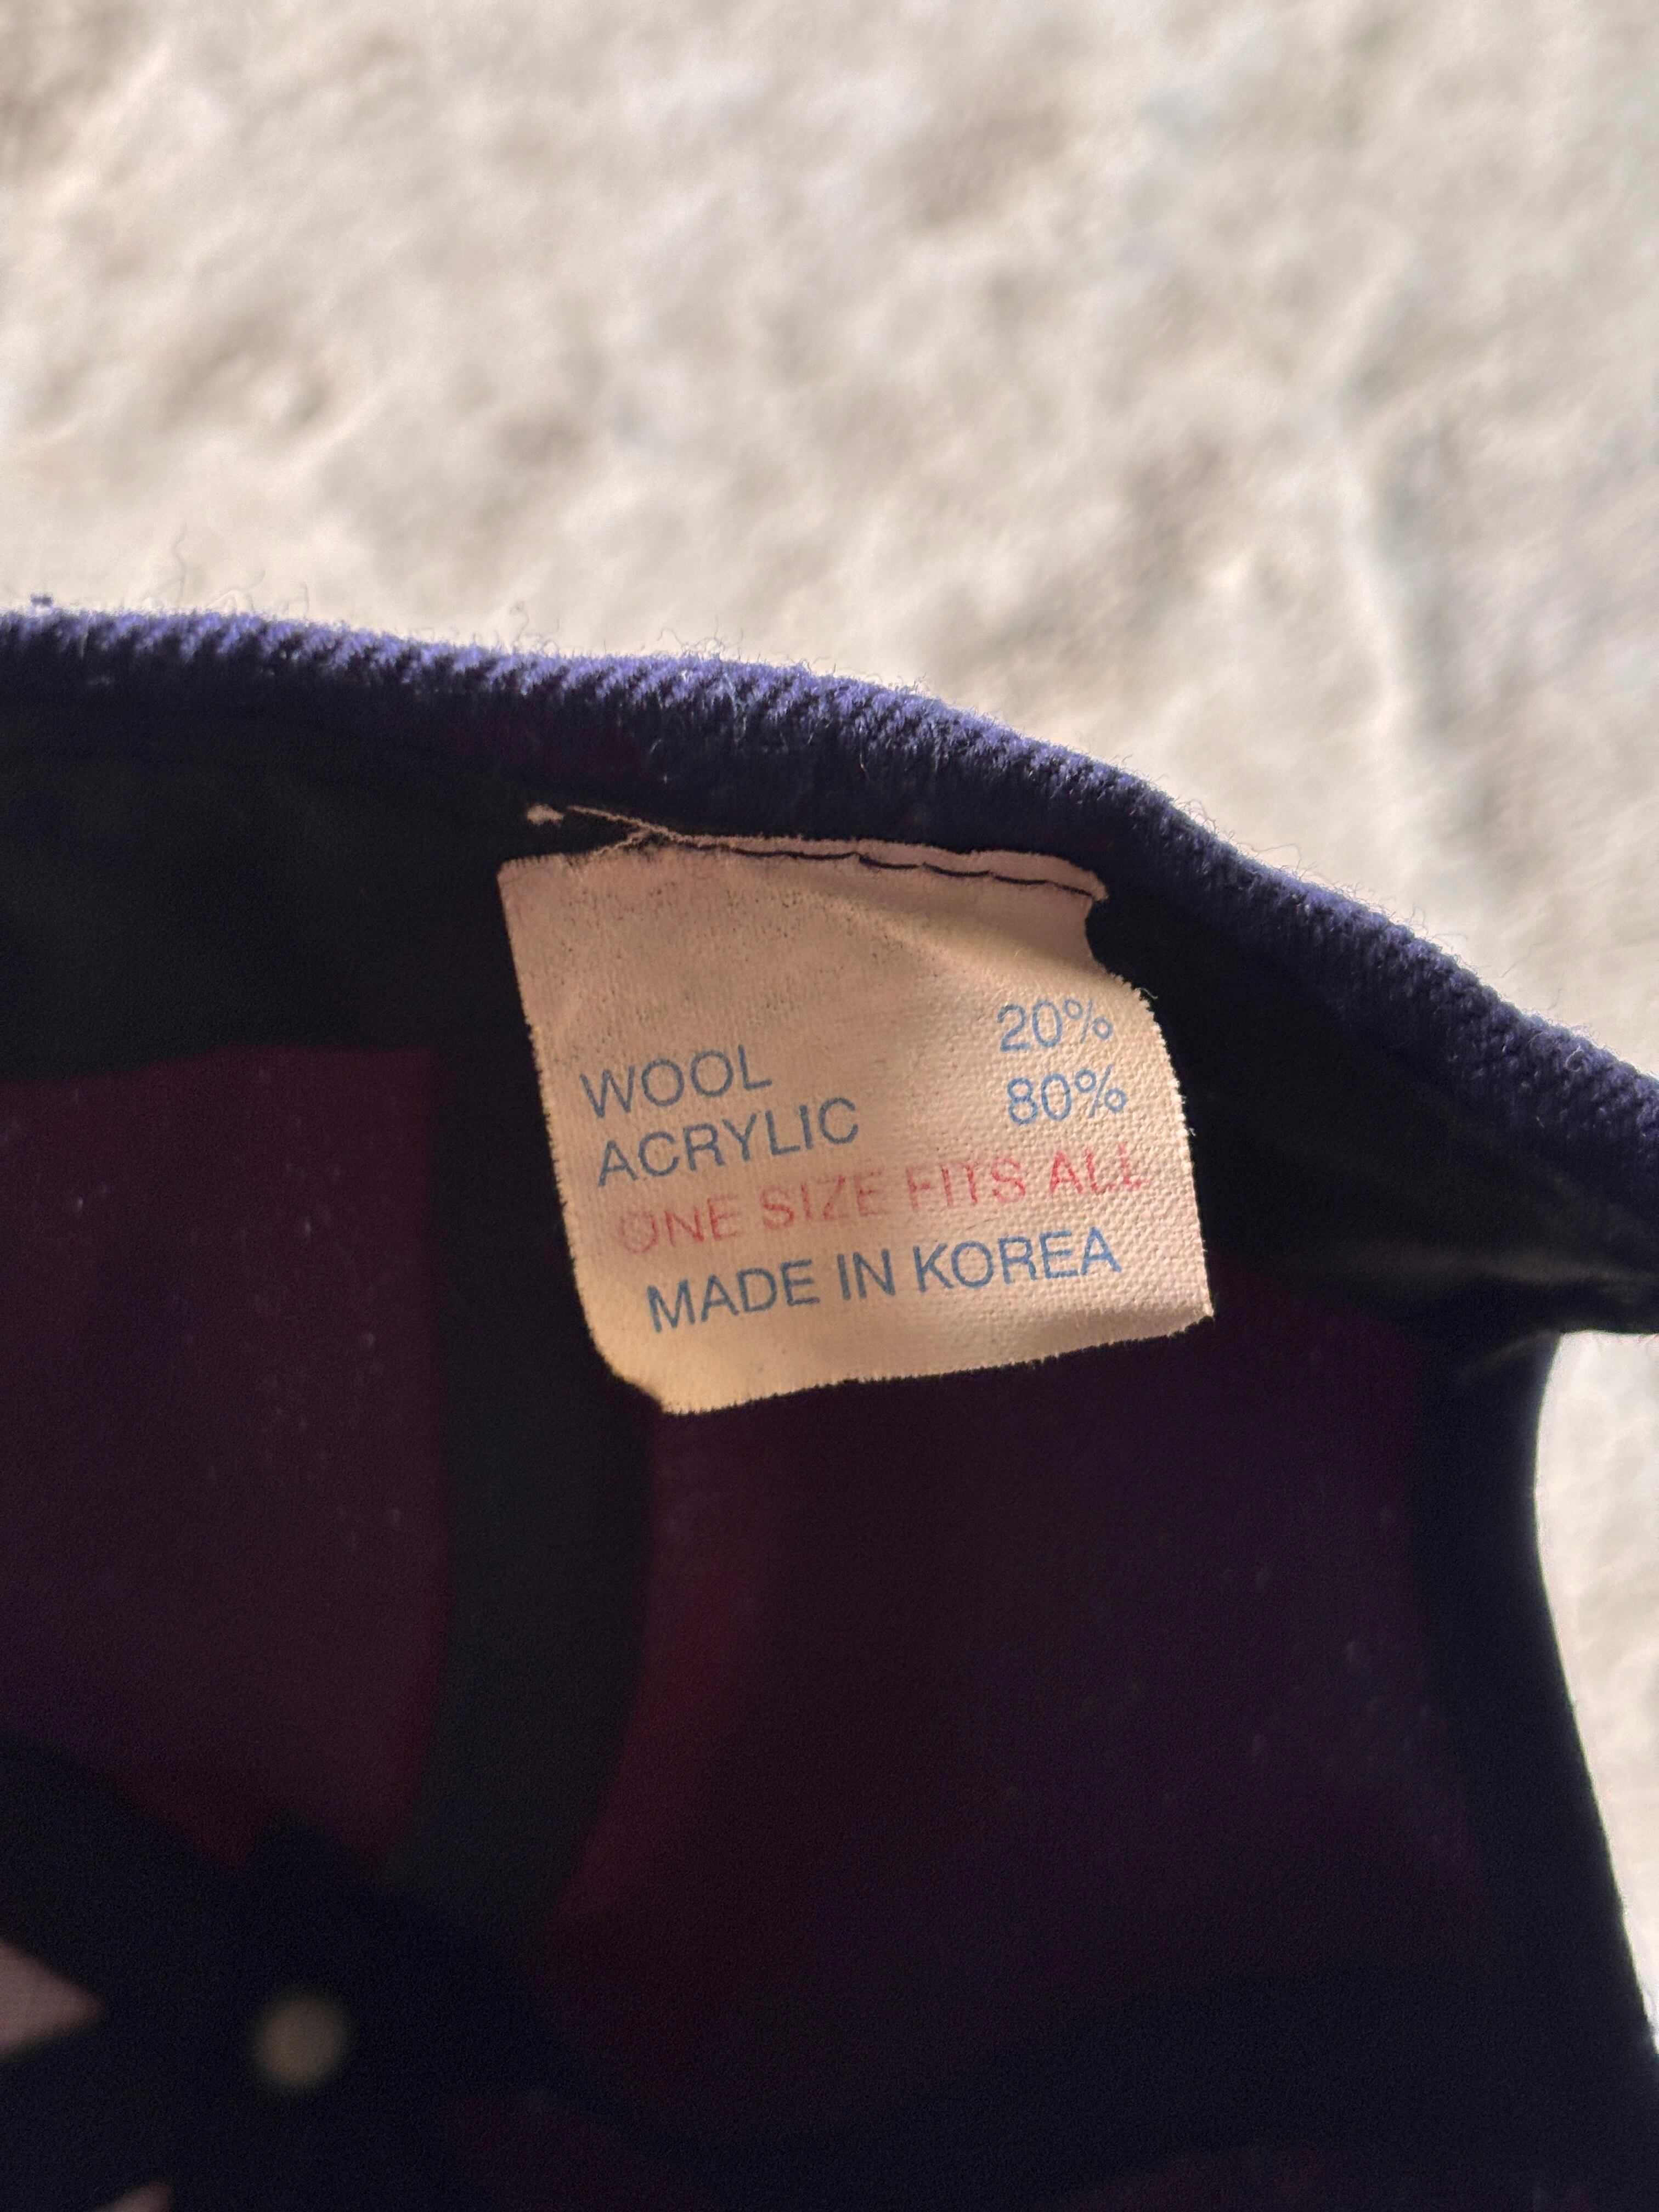 WOOL 20%
ACRYLIC 80%
ONE SIZE FITS ALL
MADE IN KOREA